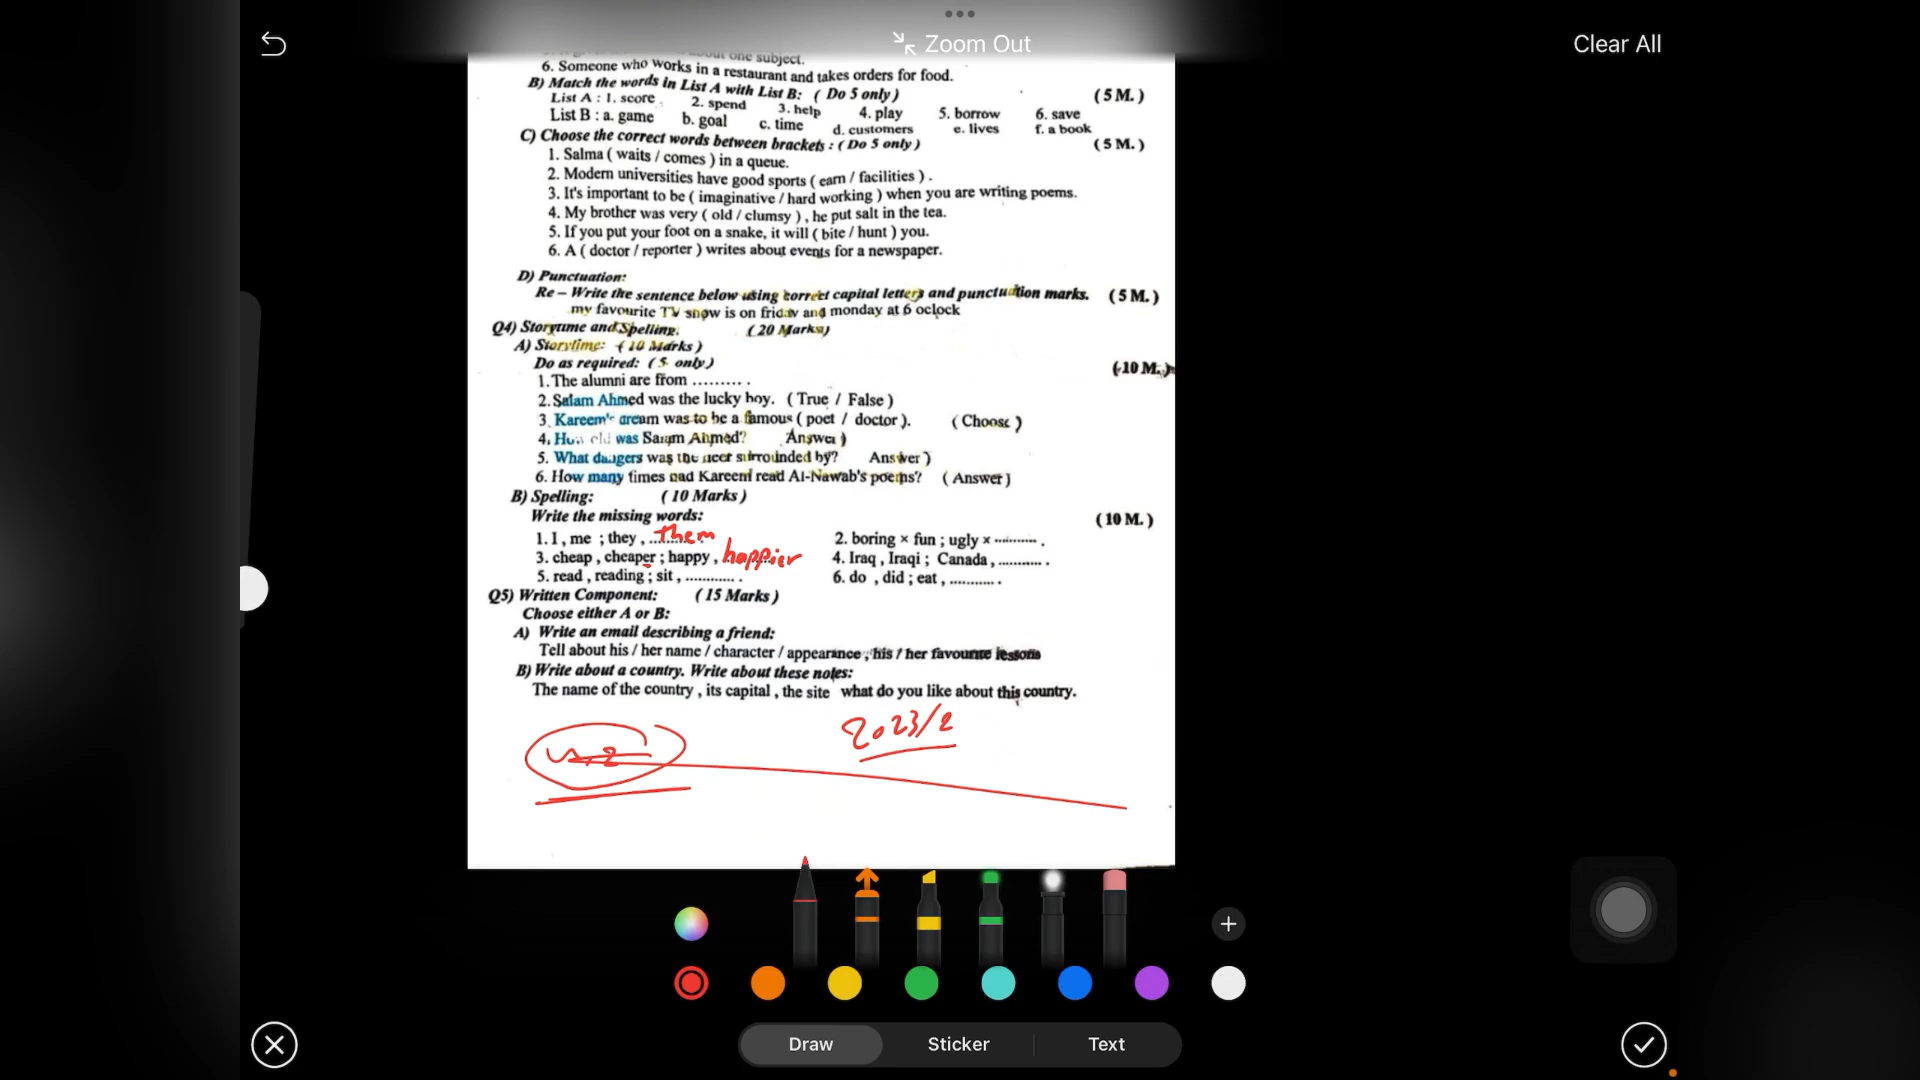 Zoom Out
Clear All
about one subject.
6. Someone who works in a restaurant and takes orders for food.
B) Match the words in List A with List B: ( Do 5 only ) (5 M.)
List A : 1. score 2. spend 3. help 4. play 5. borrow 6. save
List B : a. game b. goal c. time d. customers e. lives f. a book
C) Choose the correct words between brackets : ( Do 5 only ) (5 M.)
1. Salma ( waits / comes ) in a queue.
2. Modern universities have good sports ( earn / facilities ) .
3. It's important to be ( imaginative / hard working ) when you are writing poems.
4. My brother was very ( old / clumsy ) , he put salt in the tea.
5. If you put your foot on a snake, it will ( bite / hunt ) you.
6. A ( doctor / reporter ) writes about events for a newspaper.
D) Punctuation:
Re – Write the sentence below using correct capital letters and punctuation marks. (5 M.)
my favourite TV show is on friday and monday at 6 oclock
Q4) Storytime and Spelling. ( 20 Marks)
A) Storytime: ( 10 Marks )
Do as required: ( 5 only ) (10 M.)
1. The alumni are from .........
2. Salam Ahmed was the lucky boy. ( True / False )
3. Kareem's dream was to be a famous ( poet / doctor ). ( Choose )
4. How old was Salam Ahmed? Answer )
5. What dangers was the deer surrounded by? Answer )
6. How many times had Kareem read Al-Nawab's poems? ( Answer )
B) Spelling: ( 10 Marks )
Write the missing words: ( 10 M. )
1. I , me ; they , them 2. boring × fun ; ugly × .......... .
3. cheap , cheaper ; happy , happier 4. Iraq , Iraqi ; Canada , ........... .
5. read , reading ; sit , ............ . 6. do , did ; eat , ........... .
Q5) Written Component: ( 15 Marks )
Choose either A or B:
A) Write an email describing a friend:
Tell about his / her name / character / appearance , his / her favourite lessons
B) Write about a country. Write about these notes:
The name of the country , its capital , the site what do you like about this country.
2023/2
Draw
Sticker
Text